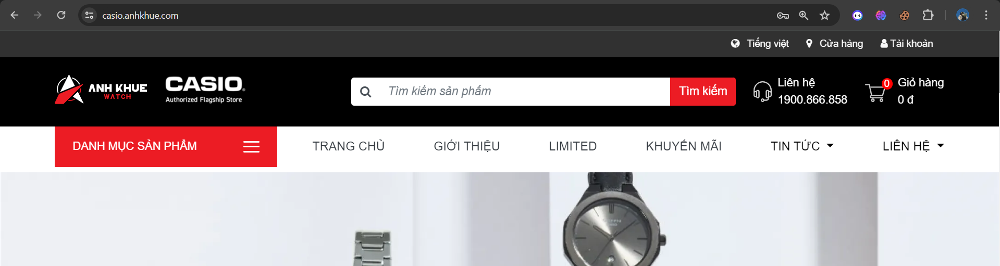 casio.anhkhue.com
Tiếng việt Cửa hàng Tài khoản
ANH KHUE
WATCH
CASIO®
Authorized Flagship Store
Tìm kiếm sản phẩm Tìm kiếm
Liên hệ
1900.866.858
0 Giỏ hàng
0 đ
DANH MỤC SẢN PHẨM TRANG CHỦ GIỚI THIỆU LIMITED KHUYẾN MÃI TIN TỨC LIÊN HỆ